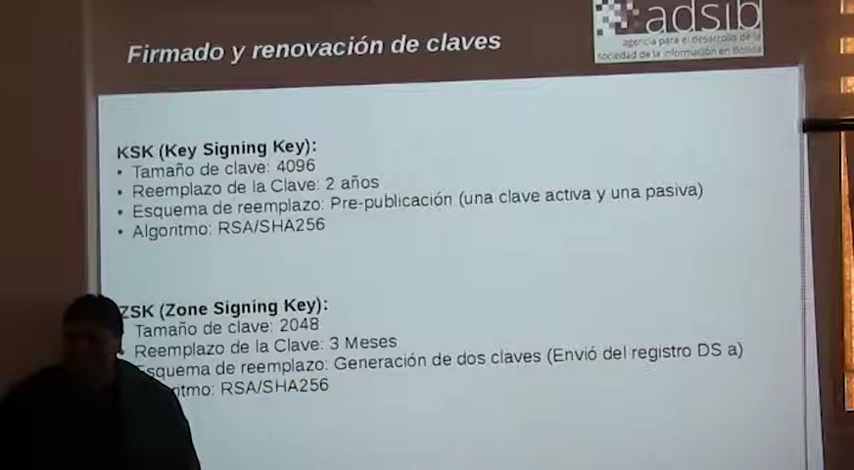 adsib
agencia para el desarrollo de la
sociedad de la información en Bolivia
Firmado y renovación de claves
KSK (Key Signing Key):
• Tamaño de clave: 4096
• Reemplazo de la Clave: 2 años
• Esquema de reemplazo: Pre-publicación (una clave activa y una pasiva)
• Algoritmo: RSA/SHA256
ZSK (Zone Signing Key):
Tamaño de clave: 2048
Reemplazo de la Clave: 3 Meses
squema de reemplazo: Generación de dos claves (Envió del registro DS a)
itmo: RSA/SHA256